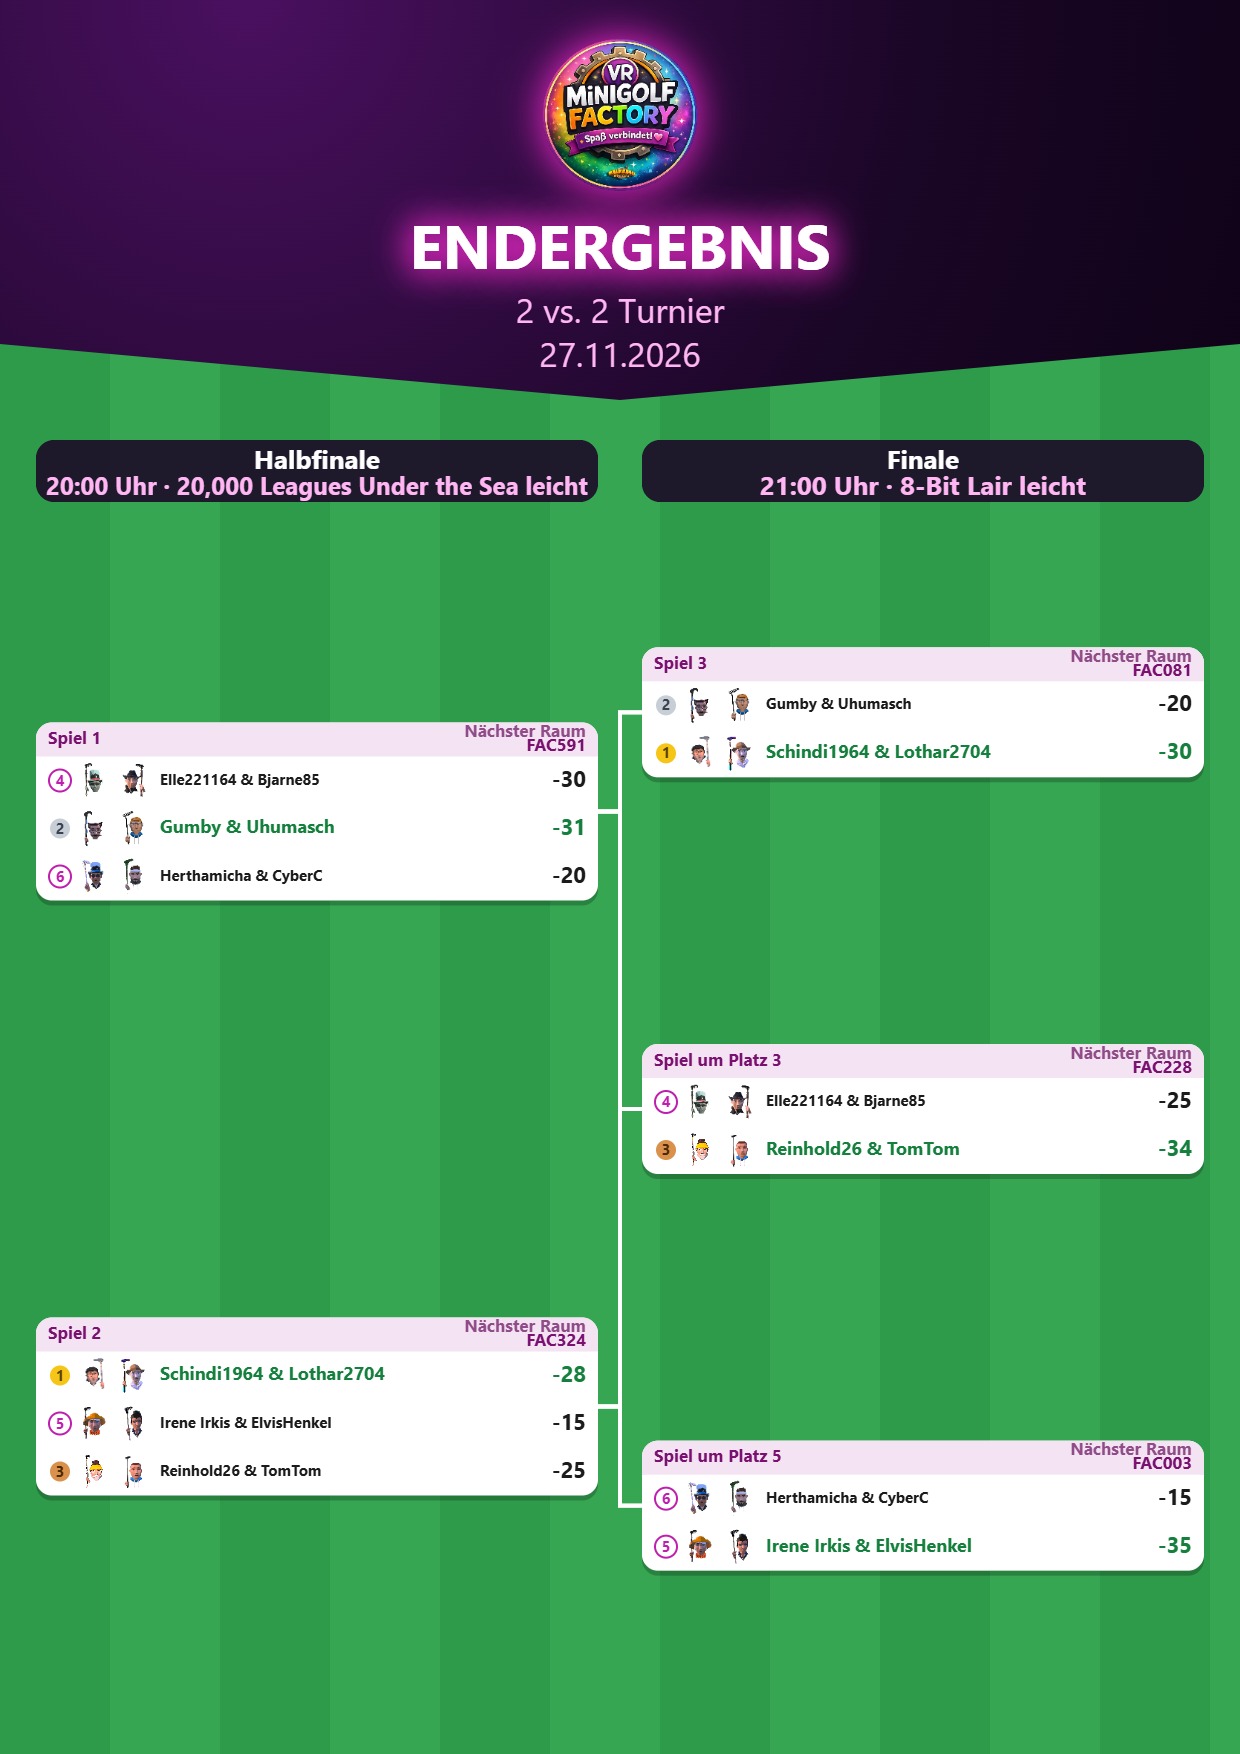 VR
MiNiGOLF
FACTORY
Spaß verbindet!
ENDERGEBNIS
2 vs. 2 Turnier
27.11.2026
Halbfinale
20:00 Uhr · 20,000 Leagues Under the Sea leicht
Spiel 1
Nächster Raum
FAC591
4 Elle221164 & Bjarne85 -30
2 Gumby & Uhumasch -31
6 Herthamicha & CyberC -20
Spiel 2
Nächster Raum
FAC324
1 Schindi1964 & Lothar2704 -28
5 Irene Irkis & ElvisHenkel -15
3 Reinhold26 & TomTom -25
Finale
21:00 Uhr · 8-Bit Lair leicht
Spiel 3
Nächster Raum
FAC081
2 Gumby & Uhumasch -20
1 Schindi1964 & Lothar2704 -30
Spiel um Platz 3
Nächster Raum
FAC228
4 Elle221164 & Bjarne85 -25
3 Reinhold26 & TomTom -34
Spiel um Platz 5
Nächster Raum
FAC003
6 Herthamicha & CyberC -15
5 Irene Irkis & ElvisHenkel -35